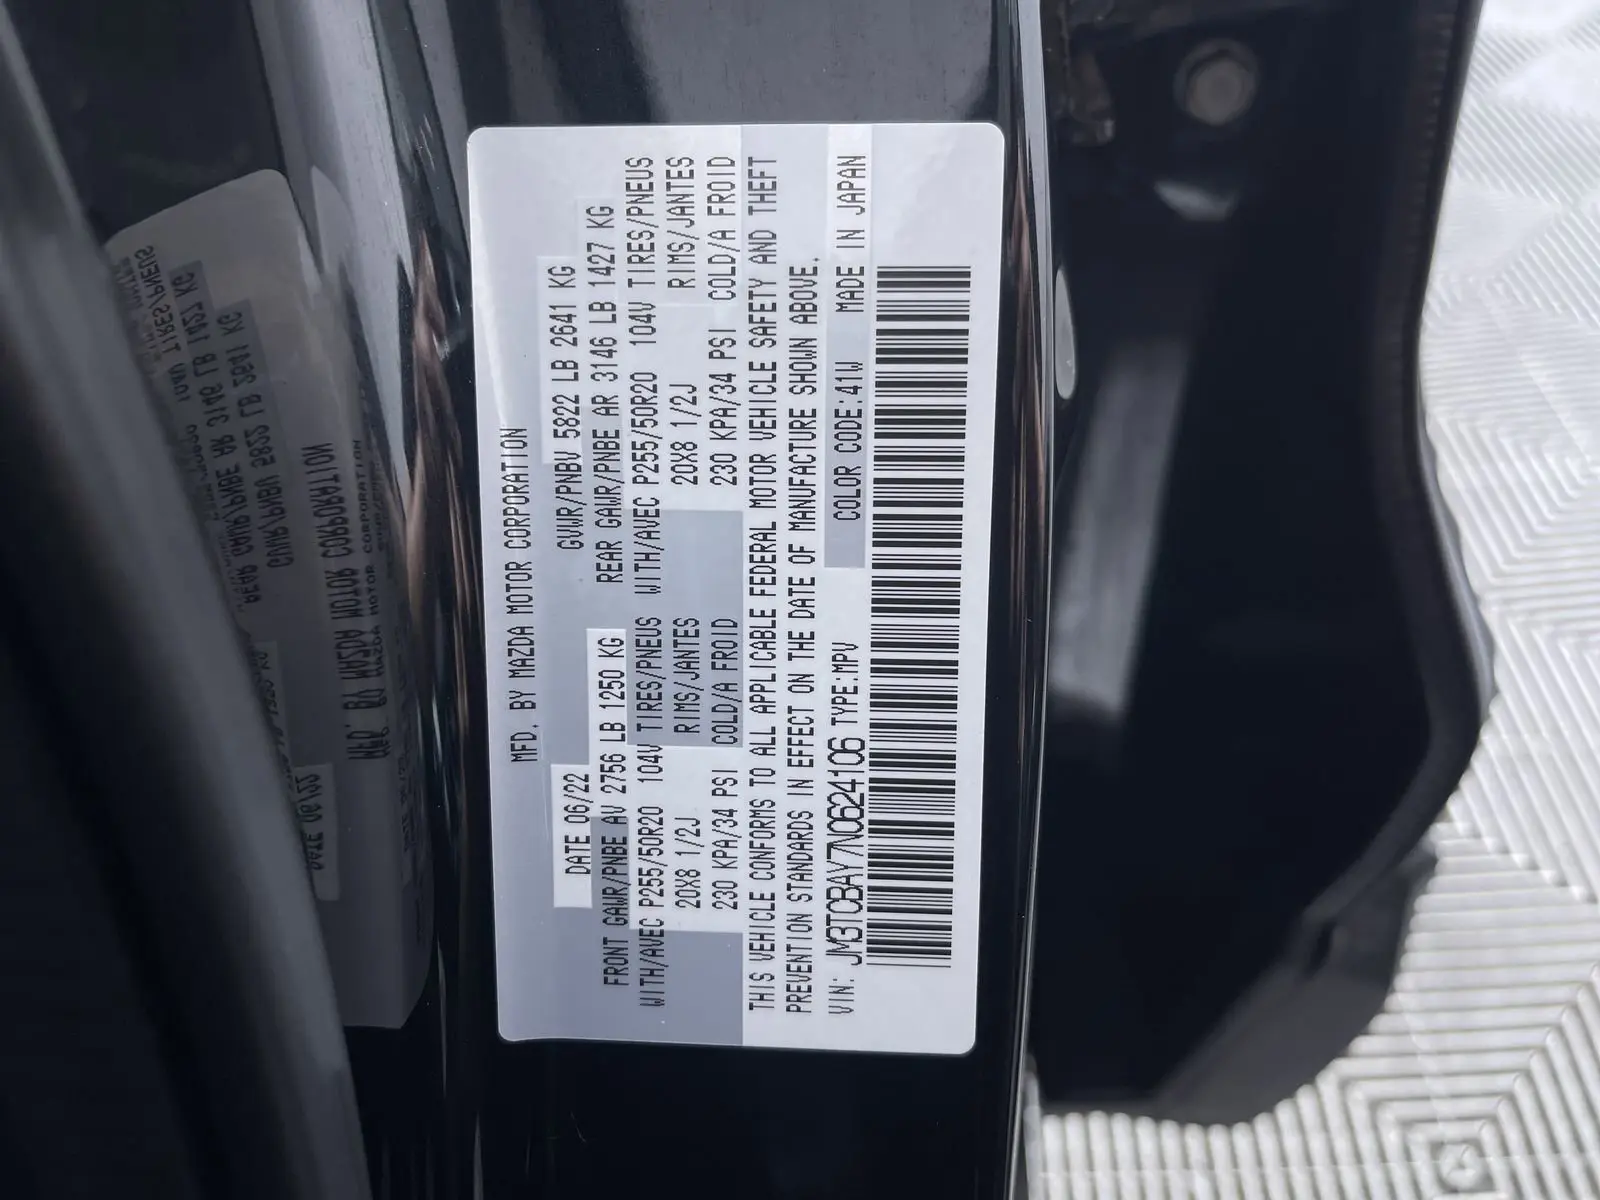 MFD. BY MAZDA MOTOR CORPORATION
DATE 06/22 GVWR/PNBV 5822 LB 2641 KG
FRONT GAWR/PNBE AV 2756 LB 1250 KG REAR GAWR/PNBE AR 3146 LB 1427 KG
WITH/AVEC P255/50R20 104V TIRES/PNEUS WITH/AVEC P255/50R20 104V TIRES/PNEUS
20X8 1/2J RIMS/JANTES 20X8 1/2J RIMS/JANTES
230 KPA/34 PSI COLD/A FROID 230 KPA/34 PSI COLD/A FROID
THIS VEHICLE CONFORMS TO ALL APPLICABLE FEDERAL MOTOR VEHICLE SAFETY AND THEFT
PREVENTION STANDARDS IN EFFECT ON THE DATE OF MANUFACTURE SHOWN ABOVE.
VIN: JM3TCBAY7N0624106 TYPE:MPV COLOR CODE:41W MADE IN JAPAN